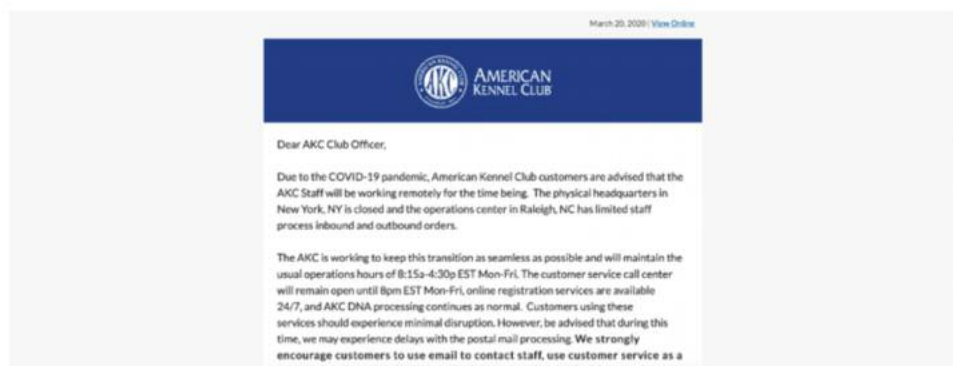 March 20, 2020 | View Online
AKC
AMERICAN
KENNEL CLUB
Dear AKC Club Officer,
Due to the COVID-19 pandemic, American Kennel Club customers are advised that the
AKC Staff will be working remotely for the time being. The physical headquarters in
New York, NY is closed and the operations center in Raleigh, NC has limited staff
process inbound and outbound orders.
The AKC is working to keep this transition as seamless as possible and will maintain the
usual operations hours of 8:15a-4:30p EST Mon-Fri. The customer service call center
will remain open until 8pm EST Mon-Fri, online registration services are available
24/7, and AKC DNA processing continues as normal. Customers using these
services should experience minimal disruption. However, be advised that during this
time, we may experience delays with the postal mail processing. We strongly
encourage customers to use email to contact staff, use customer service as a